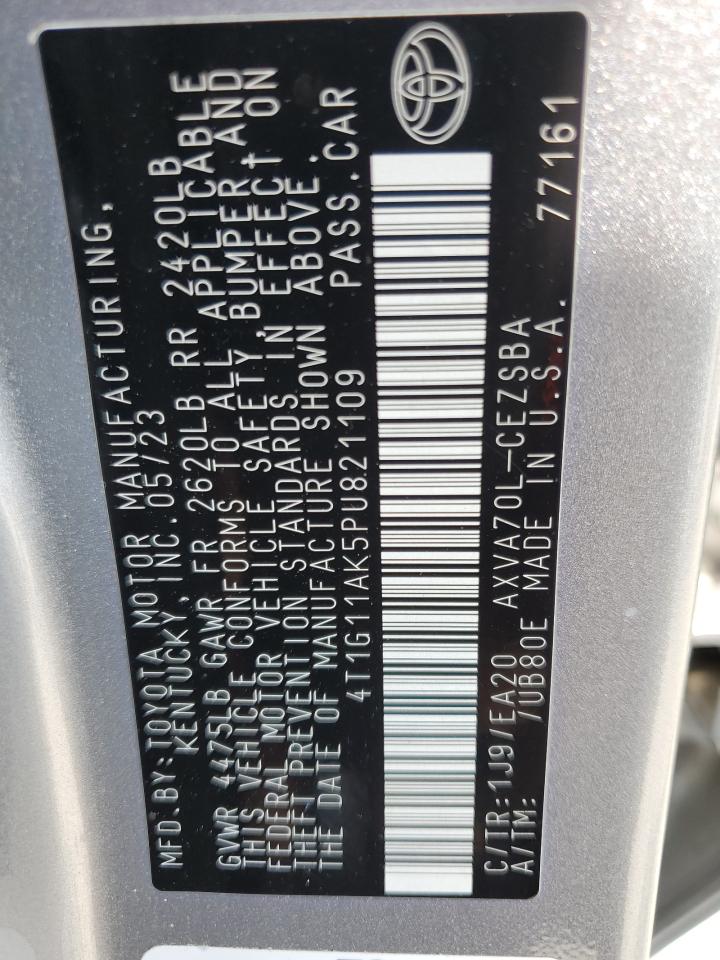 MFD.BY:TOYOTA MOTOR MANUFACTURING,
KENTUCKY, INC.05/23
GVWR 4475LB GAWR FR 2620LB RR 2420LB
THIS VEHICLE CONFORMS TO ALL APPLICABLE
FEDERAL MOTOR VEHICLE SAFETY, BUMPER, AND
THEFT PREVENTION STANDARDS IN EFFECT ON
THE DATE OF MANUFACTURE SHOWN ABOVE.
4T1G11AK5PU821109 PASS.CAR
C/TR:1J9/EA20 AXVA70L-CEZSBA 77161
A/TM: /UB80E MADE IN U.S.A.